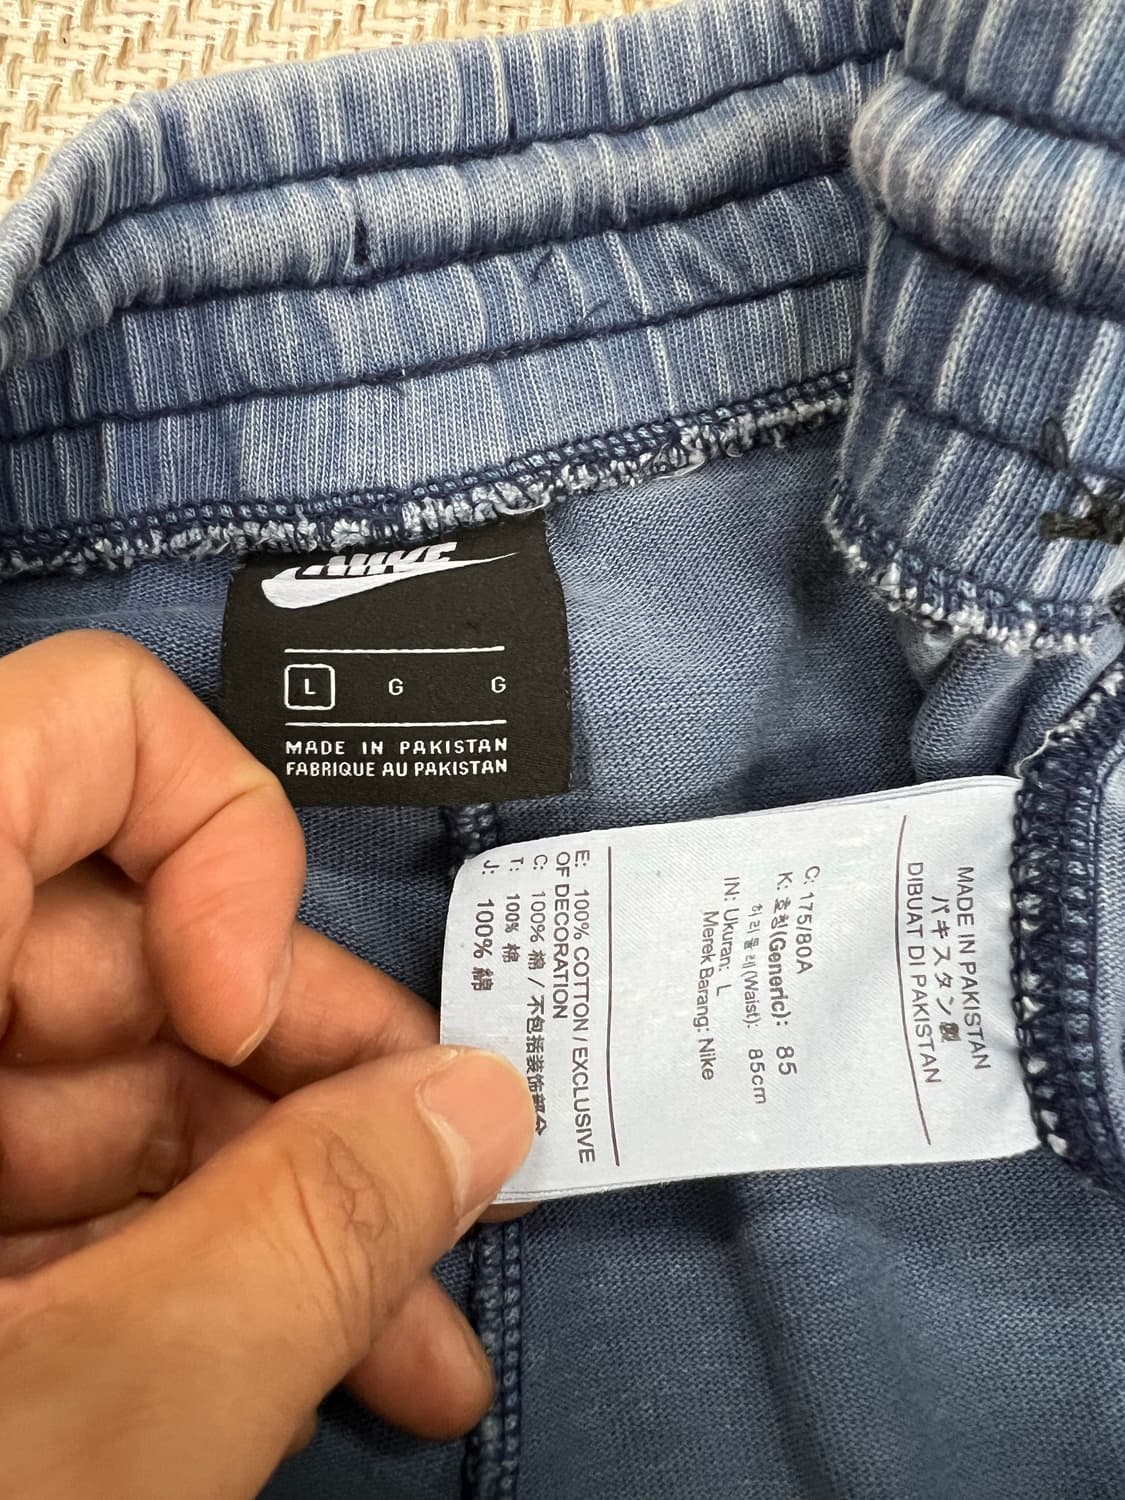 NIKE
L G G
MADE IN PAKISTAN
FABRIQUE AU PAKISTAN
MADE IN PAKISTAN
パキスタン製
DIBUAT DI PAKISTAN
C: 175/80A
K: 호칭(Generic): 85
허리둘레(Waist): 85cm
IN: Ukuran: L
Merek Barang: Nike
E: 100% COTTON / EXCLUSIVE
OF DECORATION
C: 100% 棉 / 不包括装饰部分
T: 100% 棉
J: 100% 綿